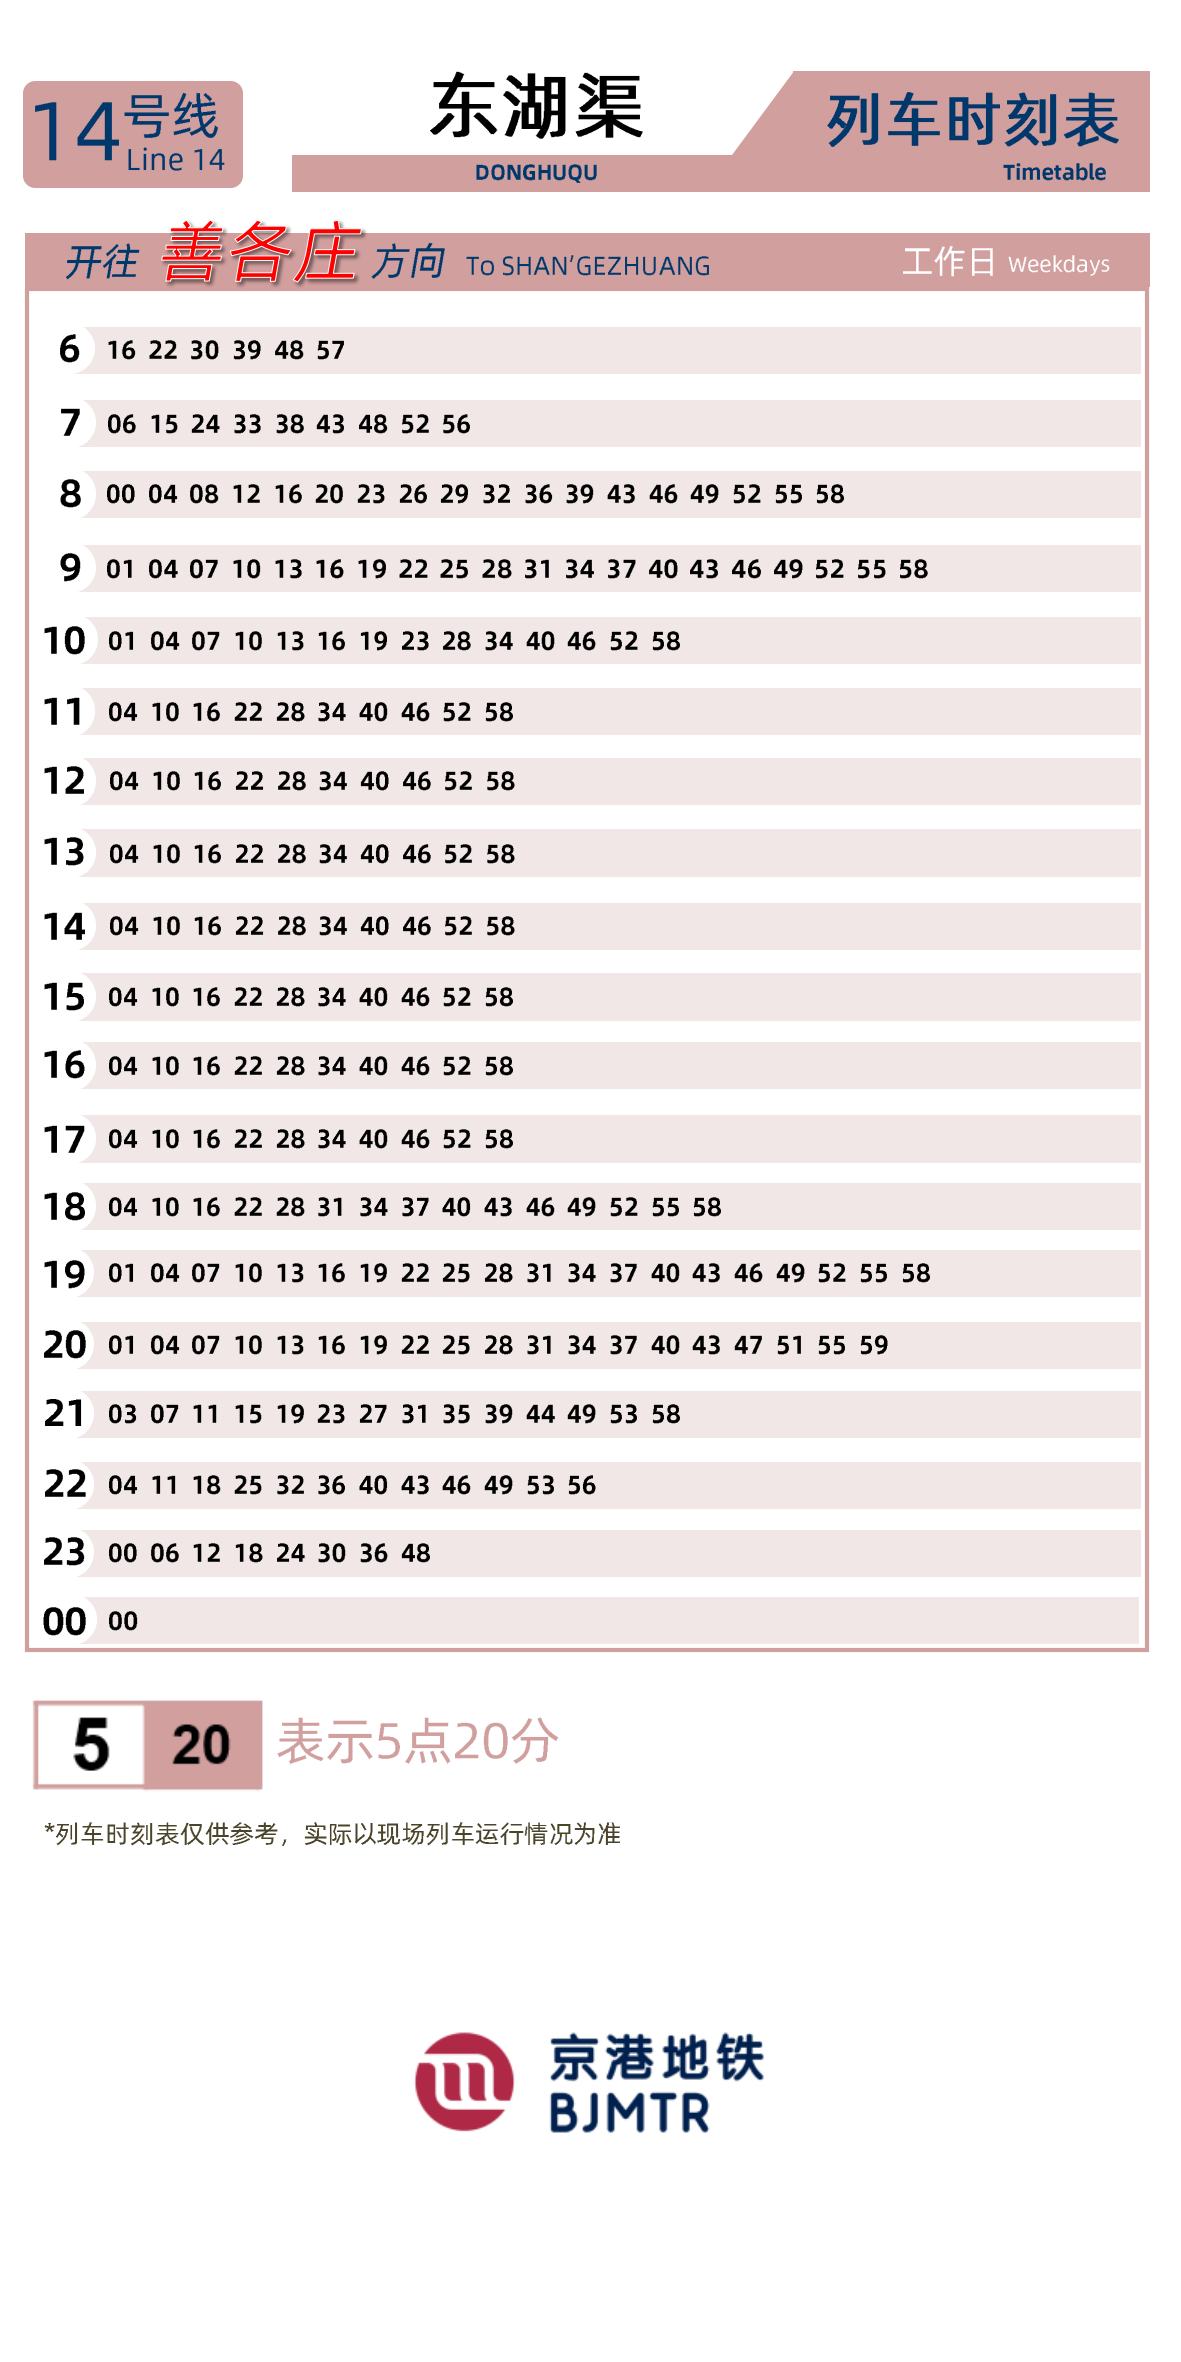 14号线
Line 14
东湖渠
DONGHUQU
列车时刻表
Timetable
开往 善各庄 方向 To SHAN’GEZHUANG 工作日 Weekdays
6 16 22 30 39 48 57
7 06 15 24 33 38 43 48 52 56
8 00 04 08 12 16 20 23 26 29 32 36 39 43 46 49 52 55 58
9 01 04 07 10 13 16 19 22 25 28 31 34 37 40 43 46 49 52 55 58
10 01 04 07 10 13 16 19 23 28 34 40 46 52 58
11 04 10 16 22 28 34 40 46 52 58
12 04 10 16 22 28 34 40 46 52 58
13 04 10 16 22 28 34 40 46 52 58
14 04 10 16 22 28 34 40 46 52 58
15 04 10 16 22 28 34 40 46 52 58
16 04 10 16 22 28 34 40 46 52 58
17 04 10 16 22 28 34 40 46 52 58
18 04 10 16 22 28 31 34 37 40 43 46 49 52 55 58
19 01 04 07 10 13 16 19 22 25 28 31 34 37 40 43 46 49 52 55 58
20 01 04 07 10 13 16 19 22 25 28 31 34 37 40 43 47 51 55 59
21 03 07 11 15 19 23 27 31 35 39 44 49 53 58
22 04 11 18 25 32 36 40 43 46 49 53 56
23 00 06 12 18 24 30 36 48
00 00
5 20 表示5点20分
*列车时刻表仅供参考，实际以现场列车运行情况为准
京港地铁
BJMTR